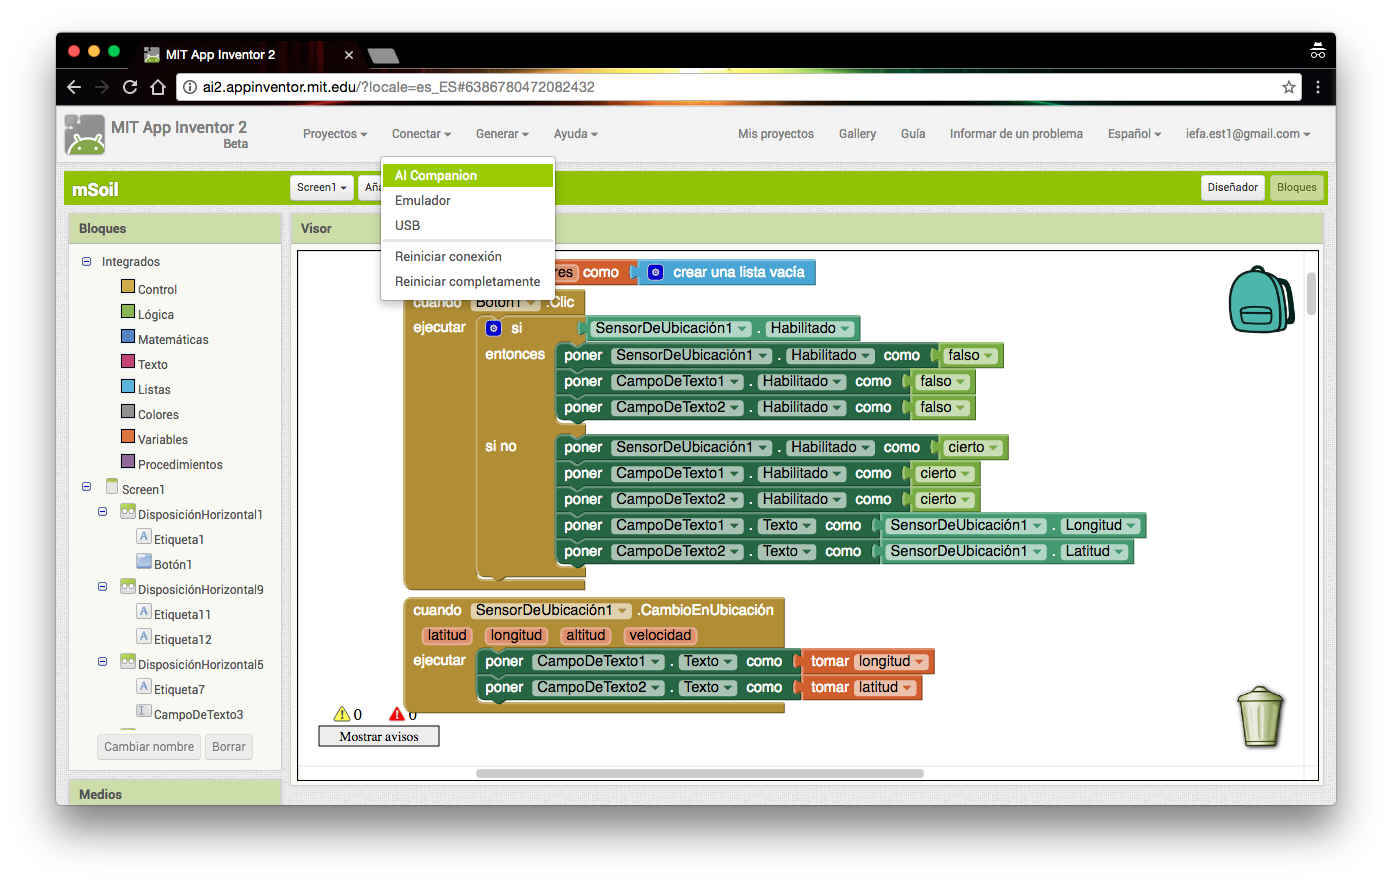 MIT App Inventor 2
ai2.appinventor.mit.edu/?locale=es_ES#6386780472082432
MIT App Inventor 2
Beta
Proyectos Conectar Generar Ayuda Mis proyectos Gallery Guía Informar de un problema Español iefa.est1@gmail.com
AI Companion
Emulador
USB
Reiniciar conexión
Reiniciar completamente
mSoil Screen1 Aña Diseñador Bloques
Bloques
Integrados
Control
Lógica
Matemáticas
Texto
Listas
Colores
Variables
Procedimientos
Screen1
DisposiciónHorizontal1
Etiqueta1
Botón1
DisposiciónHorizontal9
Etiqueta11
Etiqueta12
DisposiciónHorizontal5
Etiqueta7
CampoDeTexto3
Cambiar nombre Borrar
Medios
Visor
res como crear una lista vacía
cuando Botón1 .Clic
ejecutar si SensorDeUbicación1 . Habilitado
entonces poner SensorDeUbicación1 . Habilitado como falso
poner CampoDeTexto1 . Habilitado como falso
poner CampoDeTexto2 . Habilitado como falso
si no poner SensorDeUbicación1 . Habilitado como cierto
poner CampoDeTexto1 . Habilitado como cierto
poner CampoDeTexto2 . Habilitado como cierto
poner CampoDeTexto1 . Texto como SensorDeUbicación1 . Longitud
poner CampoDeTexto2 . Texto como SensorDeUbicación1 . Latitud
cuando SensorDeUbicación1 .CambioEnUbicación
latitud longitud altitud velocidad
ejecutar poner CampoDeTexto1 . Texto como tomar longitud
poner CampoDeTexto2 . Texto como tomar latitud
0 0
Mostrar avisos